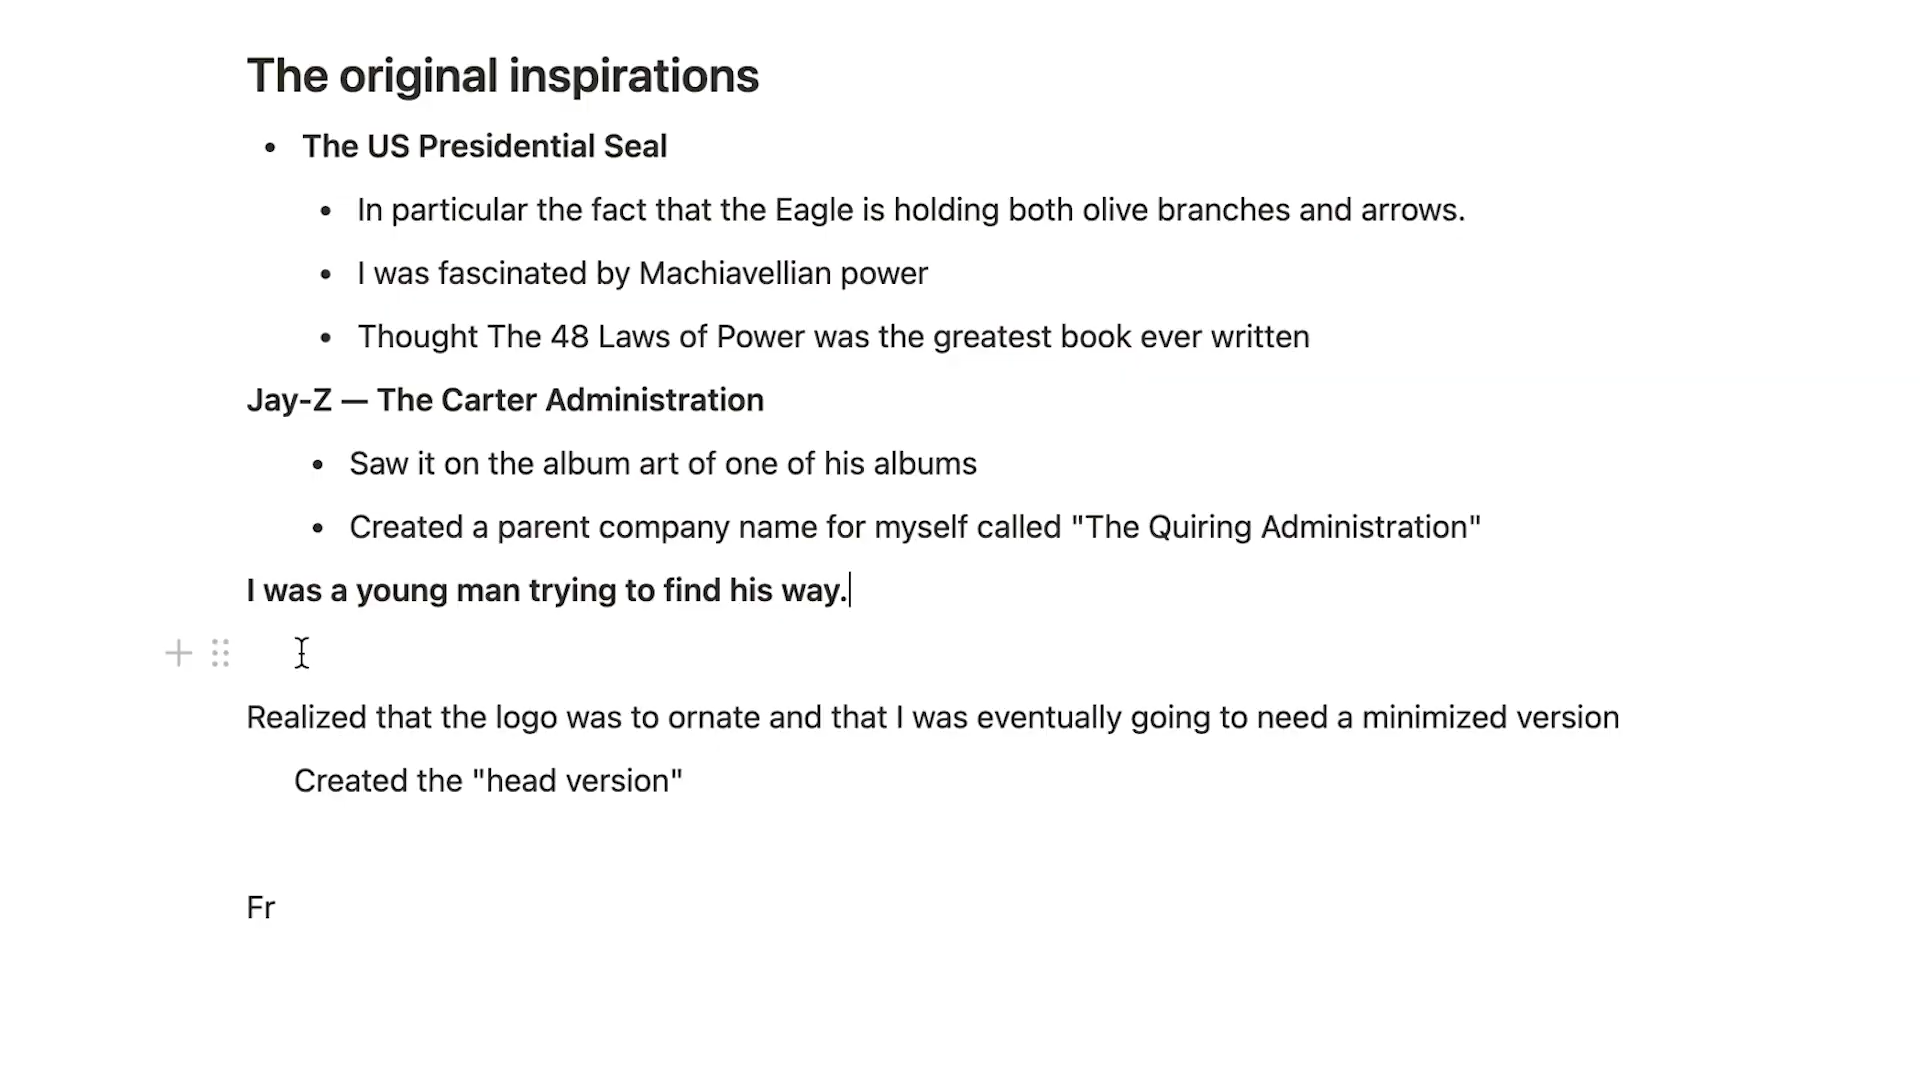 The original inspirations
• The US Presidential Seal
• In particular the fact that the Eagle is holding both olive branches and arrows.
• I was fascinated by Machiavellian power
• Thought The 48 Laws of Power was the greatest book ever written
Jay-Z — The Carter Administration
• Saw it on the album art of one of his albums
• Created a parent company name for myself called "The Quiring Administration"
I was a young man trying to find his way.
Realized that the logo was to ornate and that I was eventually going to need a minimized version
Created the "head version"
Fr